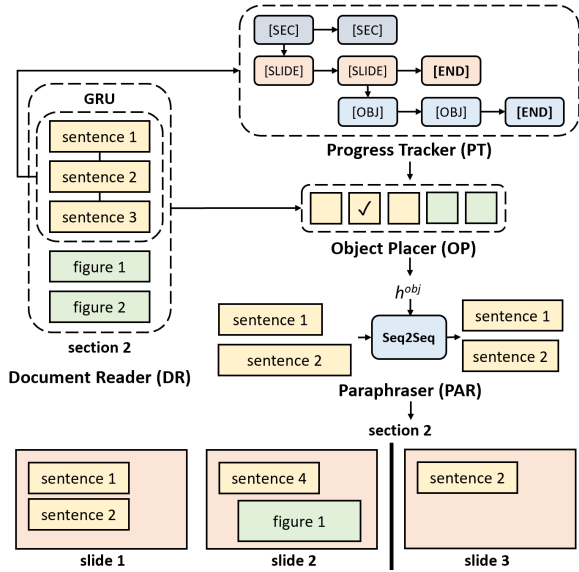 [SEC] [SEC]
[SLIDE] [SLIDE] [END]
[OBJ] [OBJ] [END]
Progress Tracker (PT)
GRU
sentence 1
sentence 2
sentence 3
figure 1
figure 2
section 2
Document Reader (DR)
✓
Object Placer (OP)
h^obj
sentence 1
sentence 2
Seq2Seq
sentence 1
sentence 2
Paraphraser (PAR)
section 2
sentence 1
sentence 2
slide 1
sentence 4
figure 1
slide 2
sentence 2
slide 3